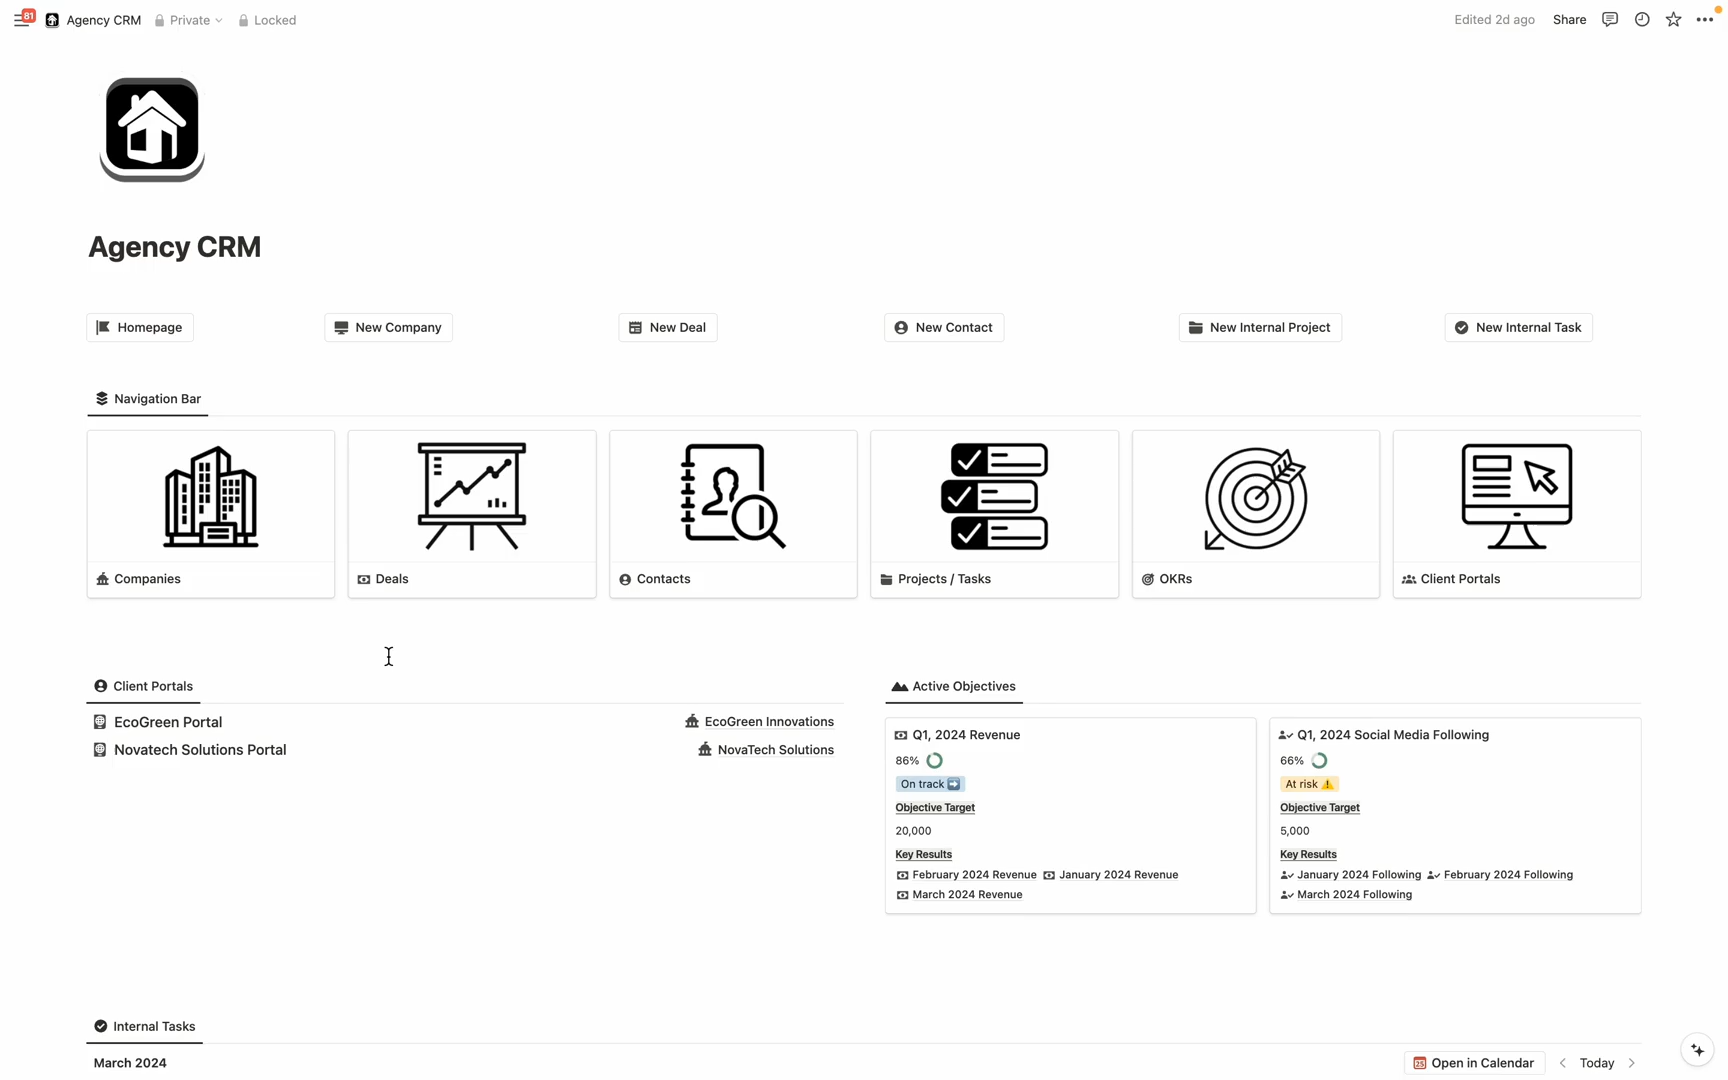 81 Agency CRM Private Locked Edited 2d ago Share
Agency CRM
Homepage New Company New Deal New Contact New Internal Project New Internal Task
Navigation Bar
Companies Deals Contacts Projects / Tasks OKRs Client Portals
Client Portals
EcoGreen Portal EcoGreen Innovations
Novatech Solutions Portal NovaTech Solutions
Active Objectives
Q1, 2024 Revenue
86%
On track ➡️
Objective Target
20,000
Key Results
February 2024 Revenue January 2024 Revenue
March 2024 Revenue
Q1, 2024 Social Media Following
66%
At risk ⚠️
Objective Target
5,000
Key Results
January 2024 Following February 2024 Following
March 2024 Following
Internal Tasks
March 2024 25 Open in Calendar Today